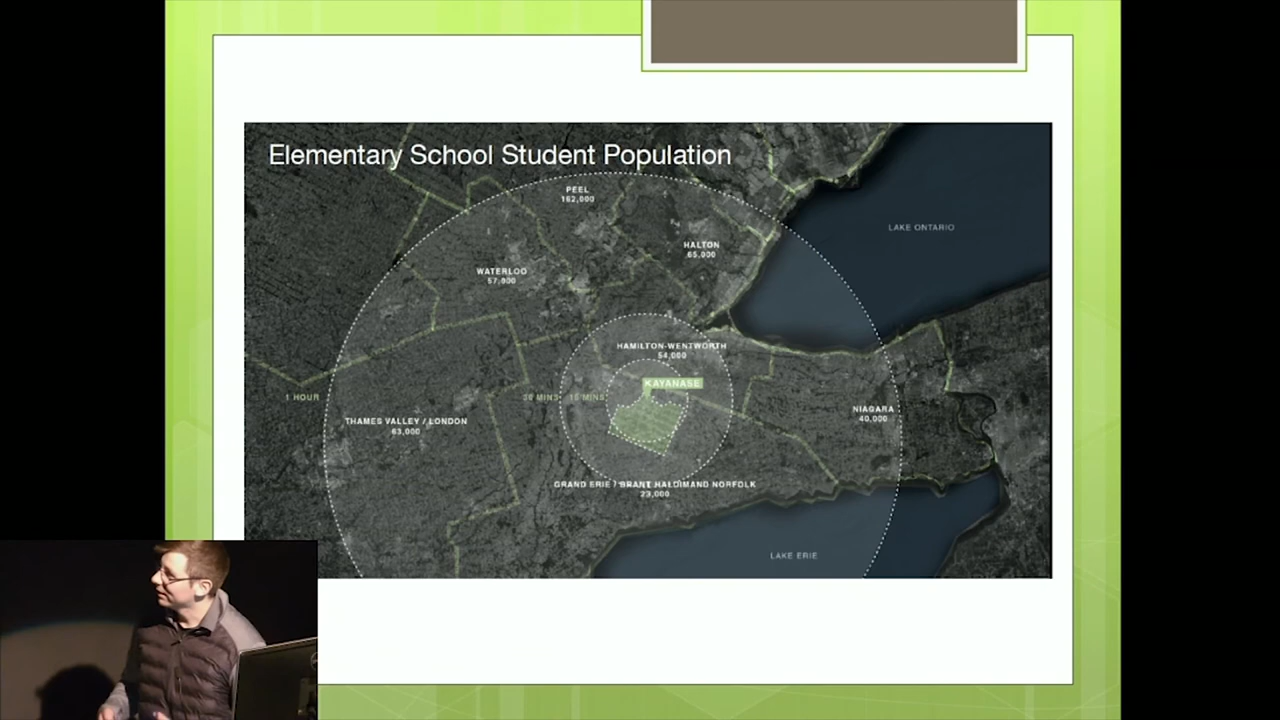 Elementary School Student Population
PEEL
162,000
LAKE ONTARIO
HALTON
65,000
WATERLOO
57,000
HAMILTON-WENTWORTH
54,000
KAYANASE
1 HOUR
30 MINS
15 MINS
NIAGARA
40,000
THAMES VALLEY / LONDON
63,000
GRAND ERIE / BRANT HALDIMAND NORFOLK
23,000
LAKE ERIE